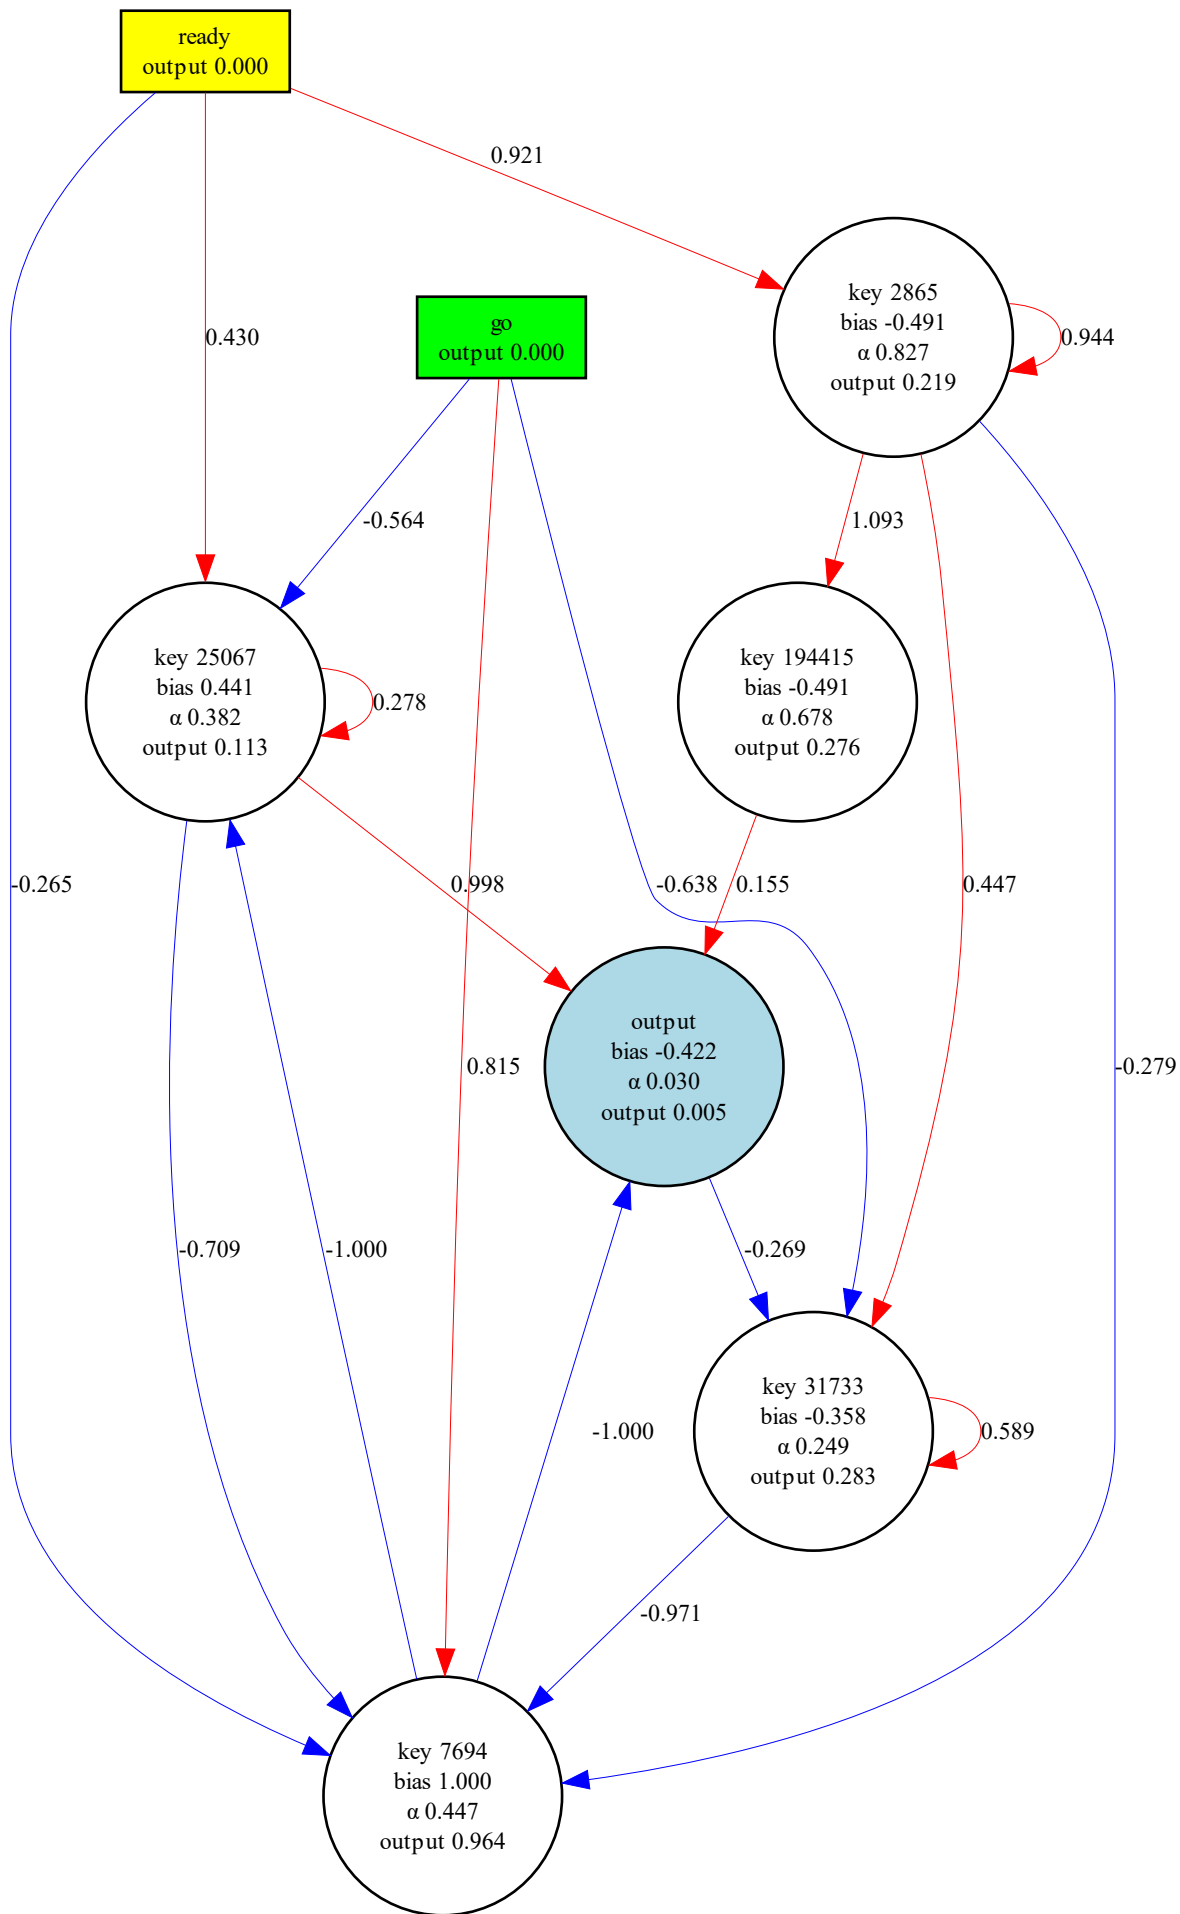 ready
output 0.000
0.921
key 2865
bias -0.491
α 0.827
output 0.219
0.944
go
output 0.000
0.430
-0.564
1.093
key 25067
bias 0.441
α 0.382
output 0.113
0.278
key 194415
bias -0.491
α 0.678
output 0.276
-0.265
0.998
-0.638
0.155
0.447
output
bias -0.422
α 0.030
output 0.005
0.815
-0.279
-0.709
-1.000
-0.269
key 31733
bias -0.358
α 0.249
output 0.283
-1.000
0.589
-0.971
key 7694
bias 1.000
α 0.447
output 0.964